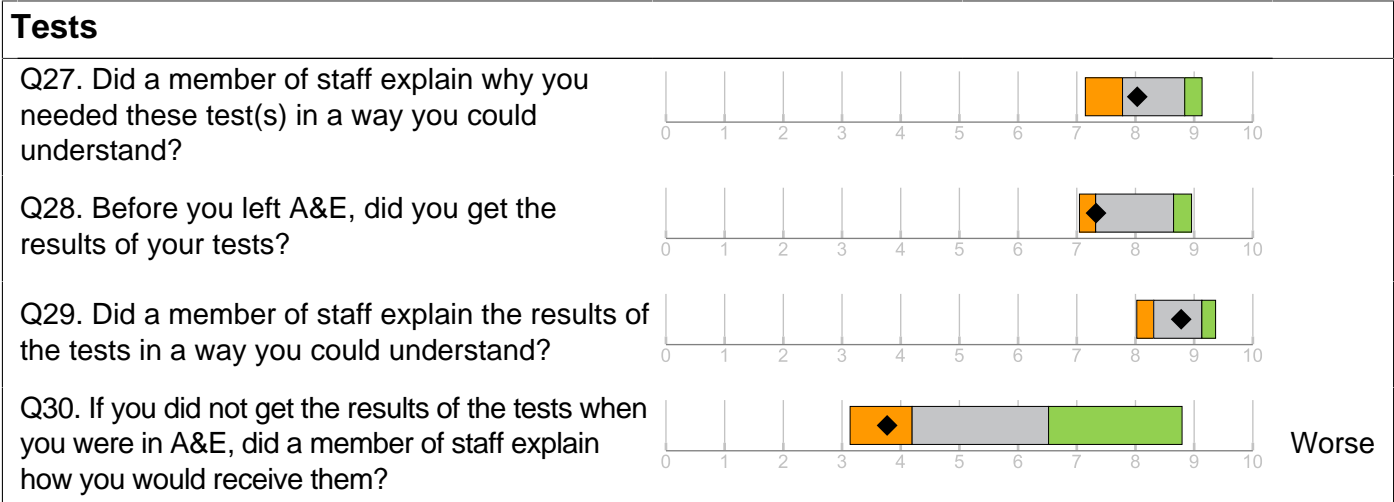 Tests
Q27. Did a member of staff explain why you
needed these test(s) in a way you could
understand?
0 1 2 3 4 5 6 7 8 9 10
Q28. Before you left A&E, did you get the
results of your tests?
0 1 2 3 4 5 6 7 8 9 10
Q29. Did a member of staff explain the results of
the tests in a way you could understand?
0 1 2 3 4 5 6 7 8 9 10
Q30. If you did not get the results of the tests when
you were in A&E, did a member of staff explain
how you would receive them?
0 1 2 3 4 5 6 7 8 9 10
Worse